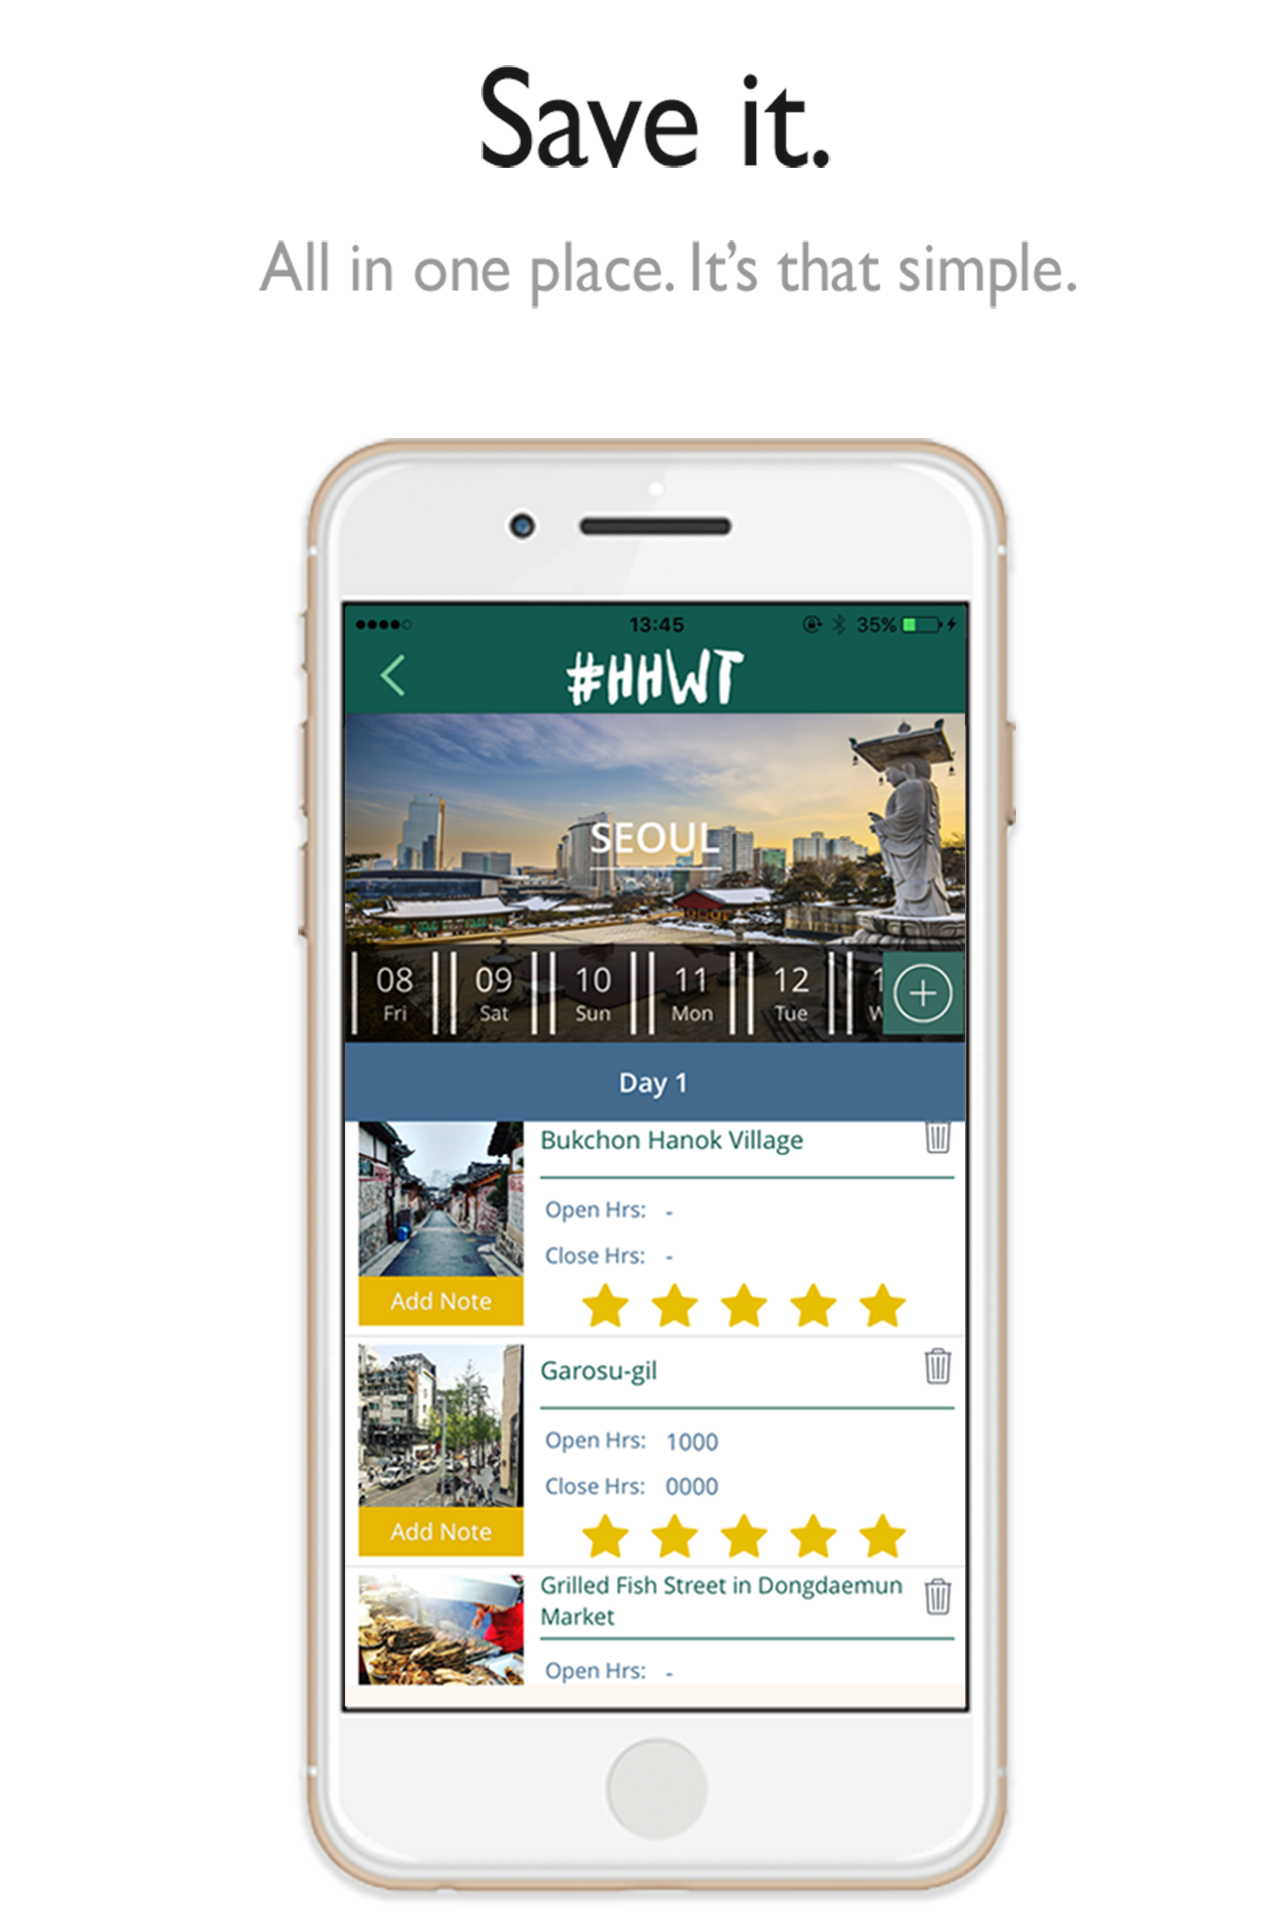 Save it.
All in one place. It's that simple.
13:45
35%
#HHWT
SEOUL
08 09 10 11 12 1
Fri Sat Sun Mon Tue W
Day 1
Bukchon Hanok Village
Open Hrs: -
Close Hrs: -
Add Note
Garosu-gil
Open Hrs: 1000
Close Hrs: 0000
Add Note
Grilled Fish Street in Dongdaemun
Market
Open Hrs: -